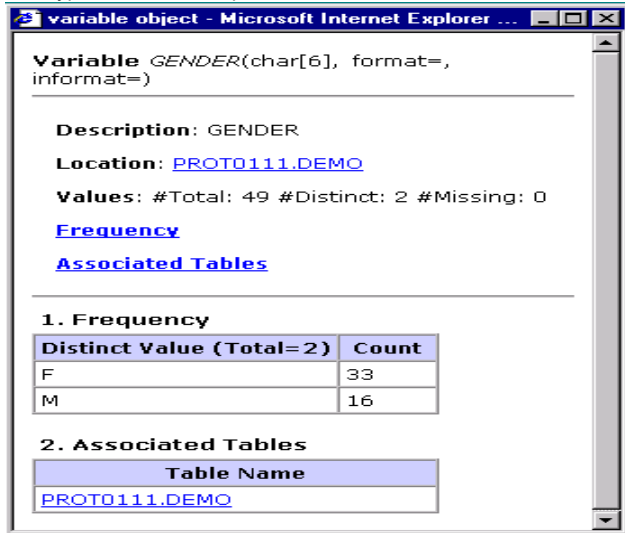 variable object - Microsoft Internet Explorer ...
Variable GENDER(char[6], format=,
informat=)
Description: GENDER
Location: PROT0111.DEMO
Values: #Total: 49 #Distinct: 2 #Missing: 0
Frequency
Associated Tables
1. Frequency
Distinct Value (Total=2) Count
F 33
M 16
2. Associated Tables
Table Name
PROT0111.DEMO